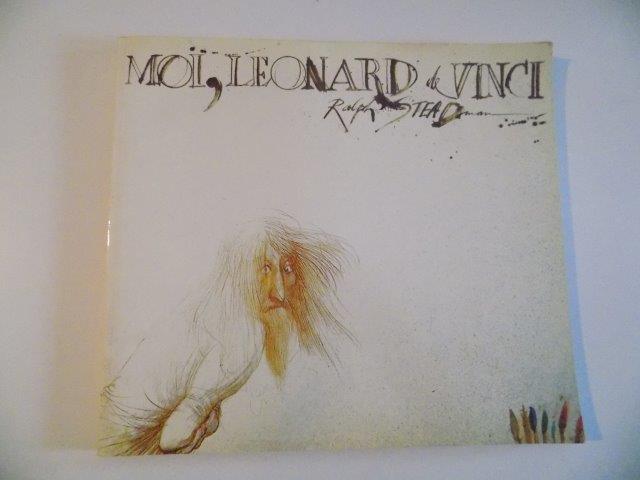 MOÏ, LEONARD de VINCI
Ralph STEADman